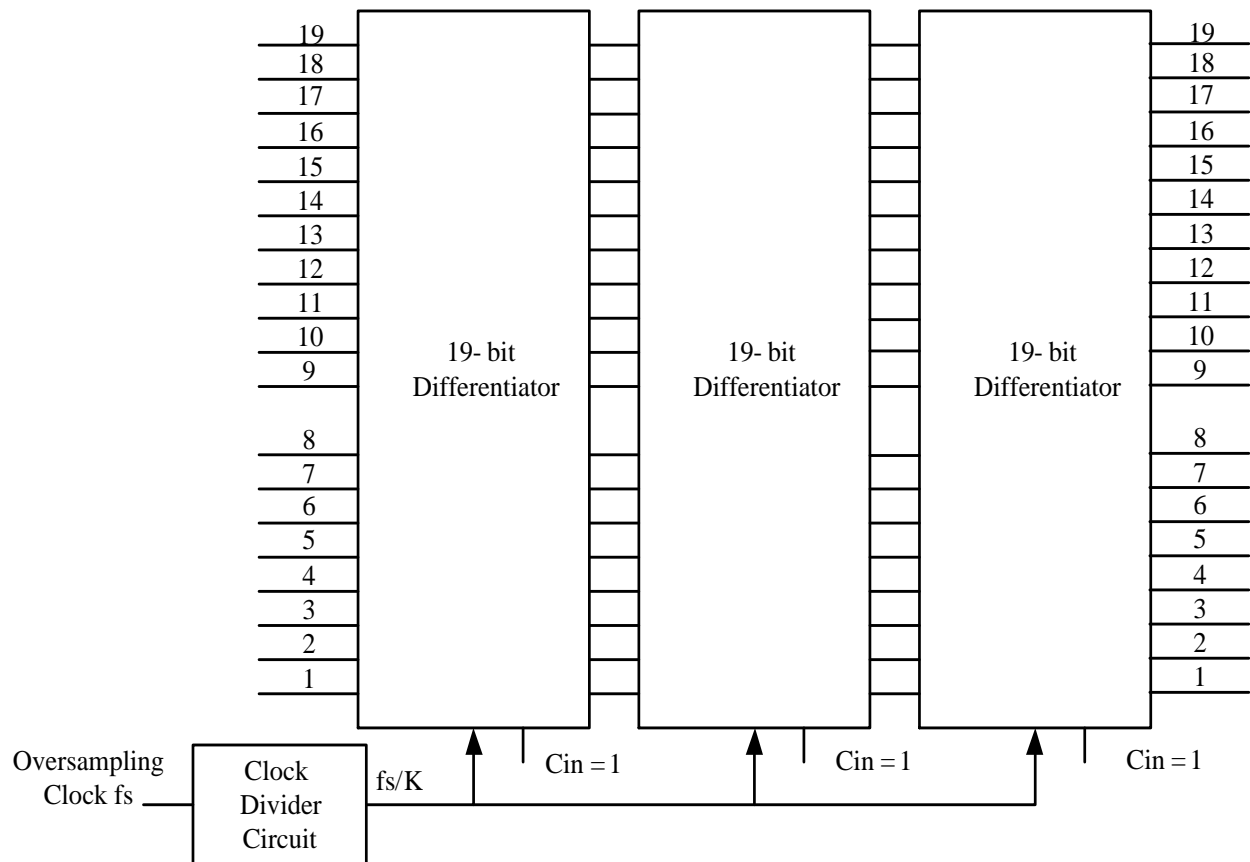 19 19
18 18
17 17
16 16
15 15
14 14
13 13
12 12
11 11
10 19- bit 19- bit 19- bit 10
9 Differentiator Differentiator Differentiator 9
8 8
7 7
6 6
5 5
4 4
3 3
2 2
1 1
Cin = 1 Cin = 1 Cin = 1
Oversampling
Clock fs
Clock
Divider
Circuit
fs/K